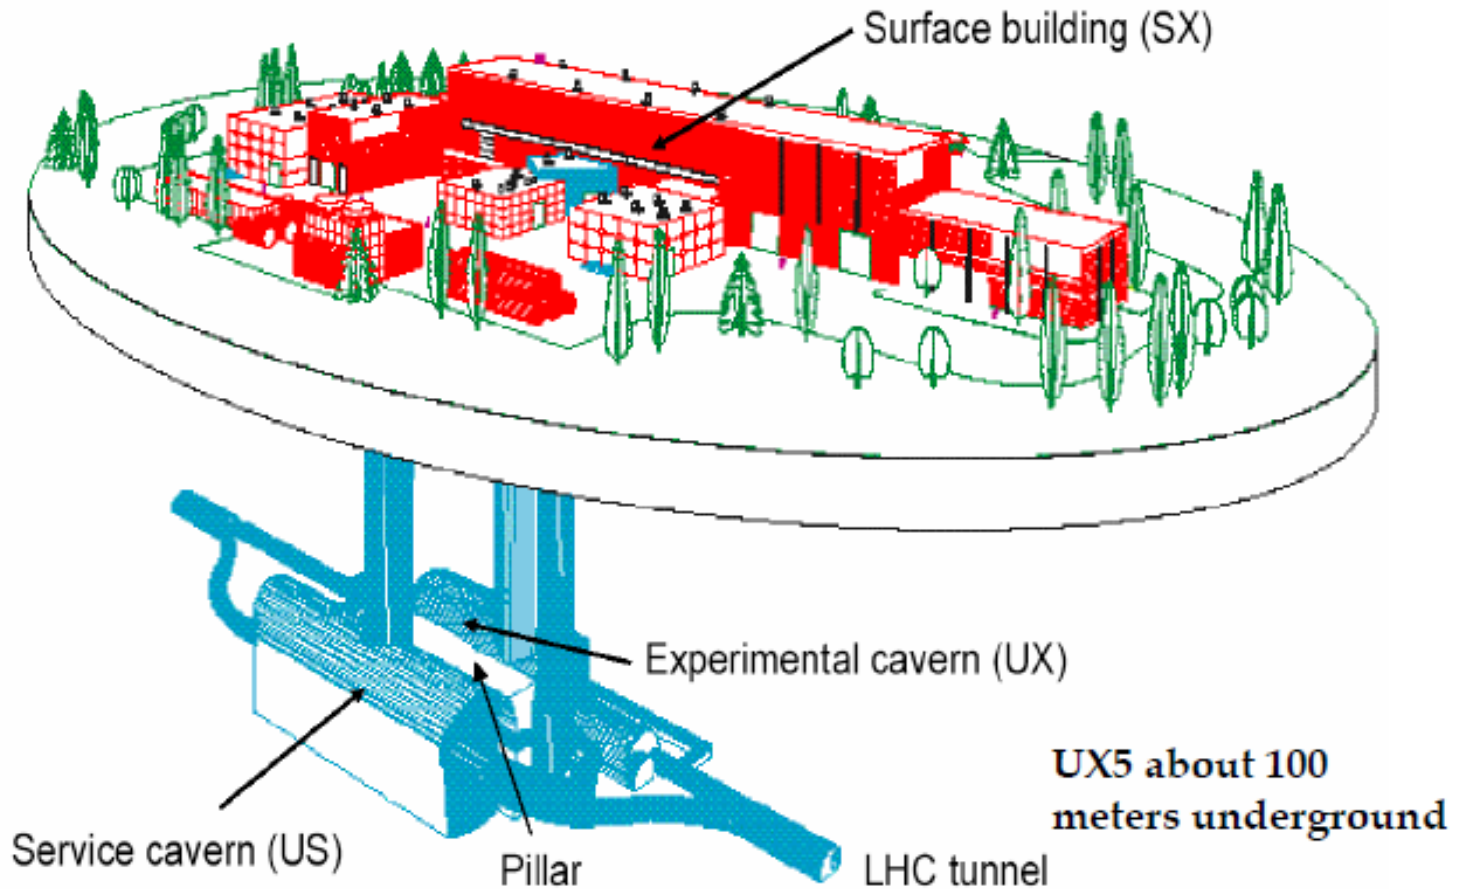 Surface building (SX)
Experimental cavern (UX)
UX5 about 100
meters underground
Service cavern (US)
Pillar
LHC tunnel